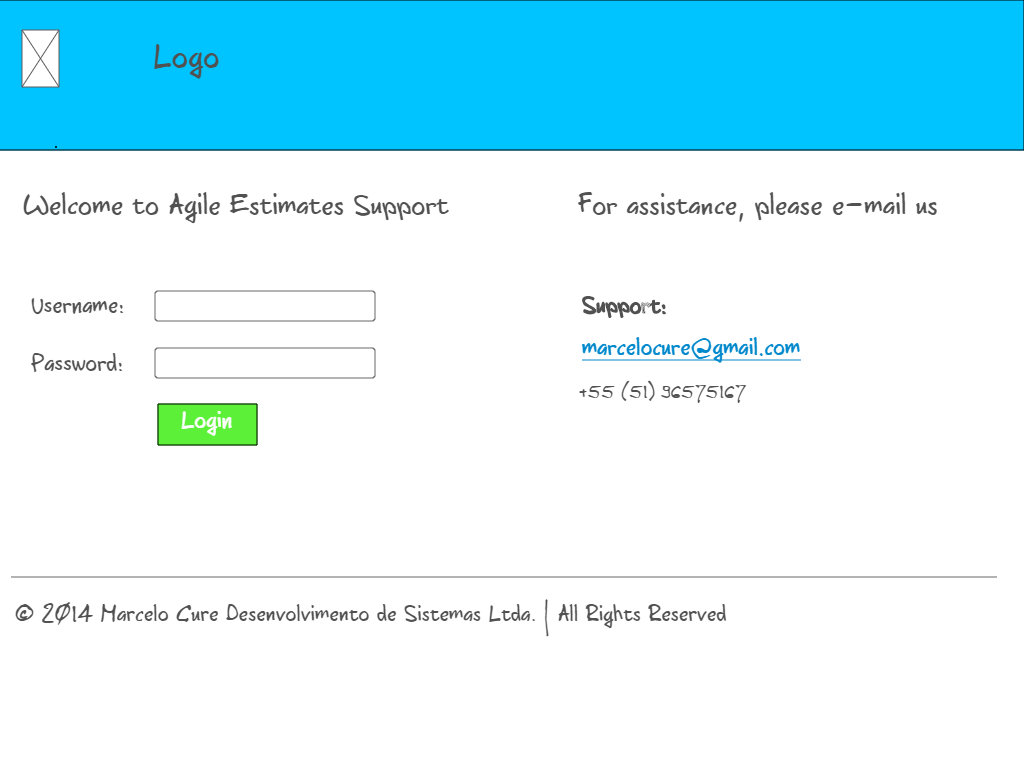 Logo
Welcome to Agile Estimates Support
Username:
Password:
Login
For assistance, please e-mail us
Support:
marcelocure@gmail.com
+55 (51) 96575167
© 2014 Marcelo Cure Desenvolvimento de Sistemas Ltda. | All Rights Reserved